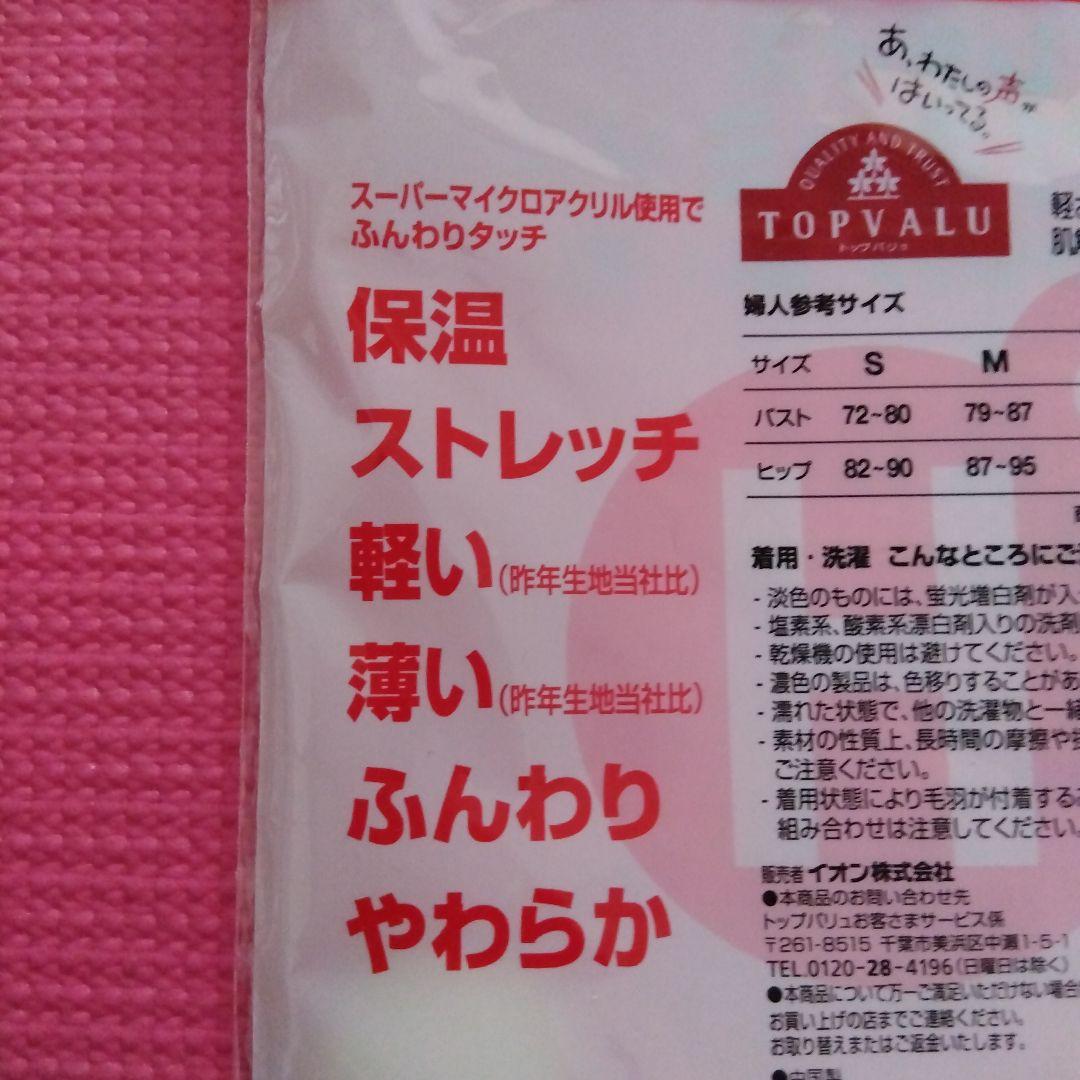 スーパーマイクロアクリル使用で
ふんわりタッチ
保温
ストレッチ
軽い(昨年生地当社比)
薄い(昨年生地当社比)
ふんわり
やわらか
あ、わたしの声が
はいってる。
QUALITY AND TRUST
TOPVALU
トップバリュ
軽
肌
婦人参考サイズ
サイズ S M
バスト 72~80 79~87
ヒップ 82~90 87~95
着用・洗濯 こんなところにご
- 淡色のものには、蛍光増白剤が入
- 塩素系、酸素系漂白剤入りの洗剤
- 乾燥機の使用は避けてください。
- 濃色の製品は、色移りすることがあ
- 濡れた状態で、他の洗濯物と一緒
- 素材の性質上、長時間の摩擦や
ご注意ください。
- 着用状態により毛羽が付着する
組み合わせは注意してください。
販売者 イオン株式会社
●本商品のお問い合わせ先
トップバリュお客さまサービス係
〒261-8515 千葉市美浜区中瀬1-5-1
TEL.0120-28-4196(日曜日は除く)
●本商品について万一ご満足いただけない場合
お買い上げの店までご連絡ください。
お取り替えまたはご返金いたします。
●中国製